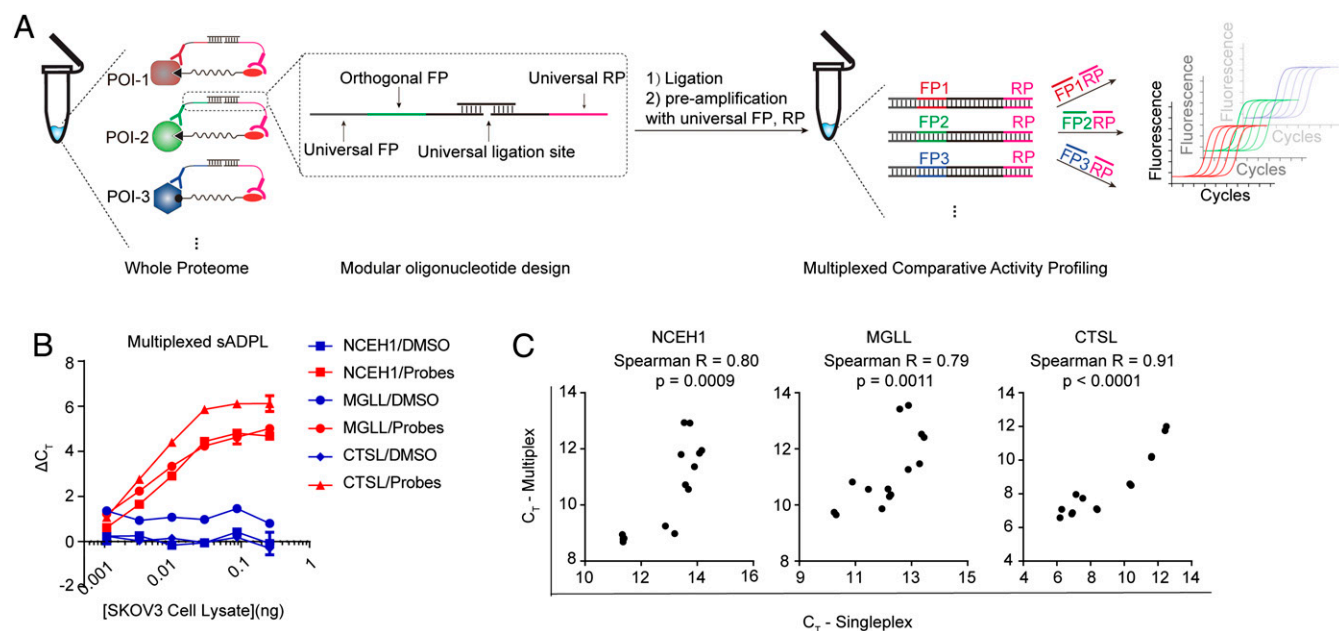 A
POI-1
POI-2
POI-3
...
Whole Proteome
Orthogonal FP
Universal RP
Universal FP
Universal ligation site
Modular oligonucleotide design
1) Ligation
2) pre-amplification
with universal FP, RP
FP1
RP
FP2
RP
FP3
RP
...
FP1 RP
FP2 RP
FP3 RP
Multiplexed Comparative Activity Profiling
Fluorescence
Cycles
Fluorescence
Cycles
Fluorescence
Cycles
B
Multiplexed sADPL
8
6
4
2
0
-2
ΔCT
0.001
0.01
0.1
1
[SKOV3 Cell Lysate](ng)
NCEH1/DMSO
NCEH1/Probes
MGLL/DMSO
MGLL/Probes
CTSL/DMSO
CTSL/Probes
C
NCEH1
Spearman R = 0.80
p = 0.0009
14
12
10
8
10 12 14 16
MGLL
Spearman R = 0.79
p = 0.0011
14
12
10
8
9 11 13 15
CTSL
Spearman R = 0.91
p < 0.0001
14
12
10
8
6
4
4 6 8 10 12 14
CT - Multiplex
CT - Singleplex